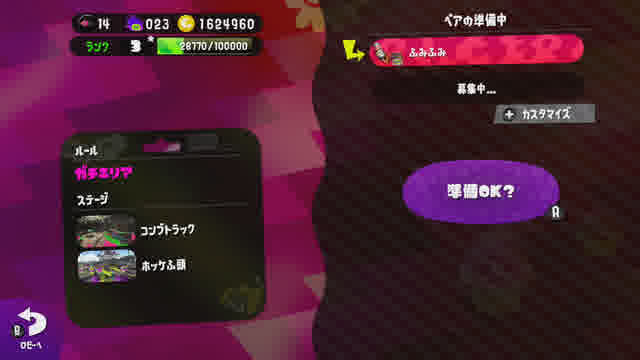 14 023 1624960
ランク 3 28770/100000
ペアの準備中
ふみふみ
募集中...
+ カスタマイズ
ルール
ガチホコリア
ステージ
コンブトラック
ホッケふ頭
準備OK?
A
B
ロビーへ